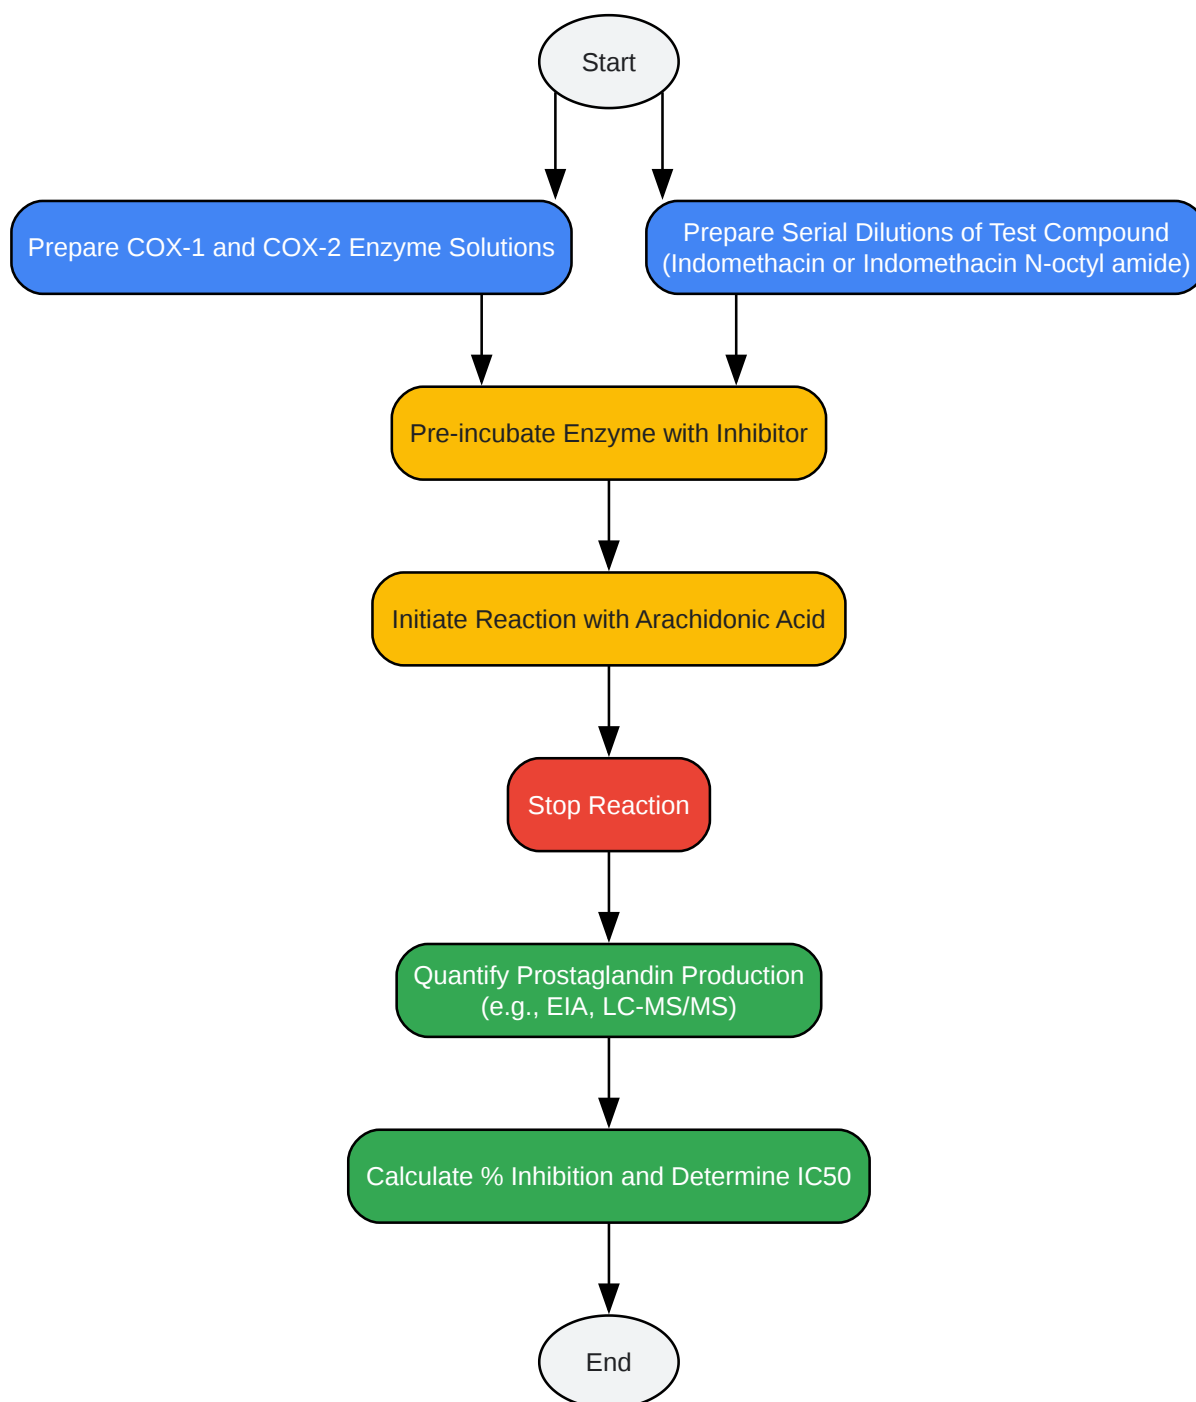 Start
Prepare COX-1 and COX-2 Enzyme Solutions
Prepare Serial Dilutions of Test Compound
(Indomethacin or Indomethacin N-octyl amide)
Pre-incubate Enzyme with Inhibitor
Initiate Reaction with Arachidonic Acid
Stop Reaction
Quantify Prostaglandin Production
(e.g., EIA, LC-MS/MS)
Calculate % Inhibition and Determine IC50
End